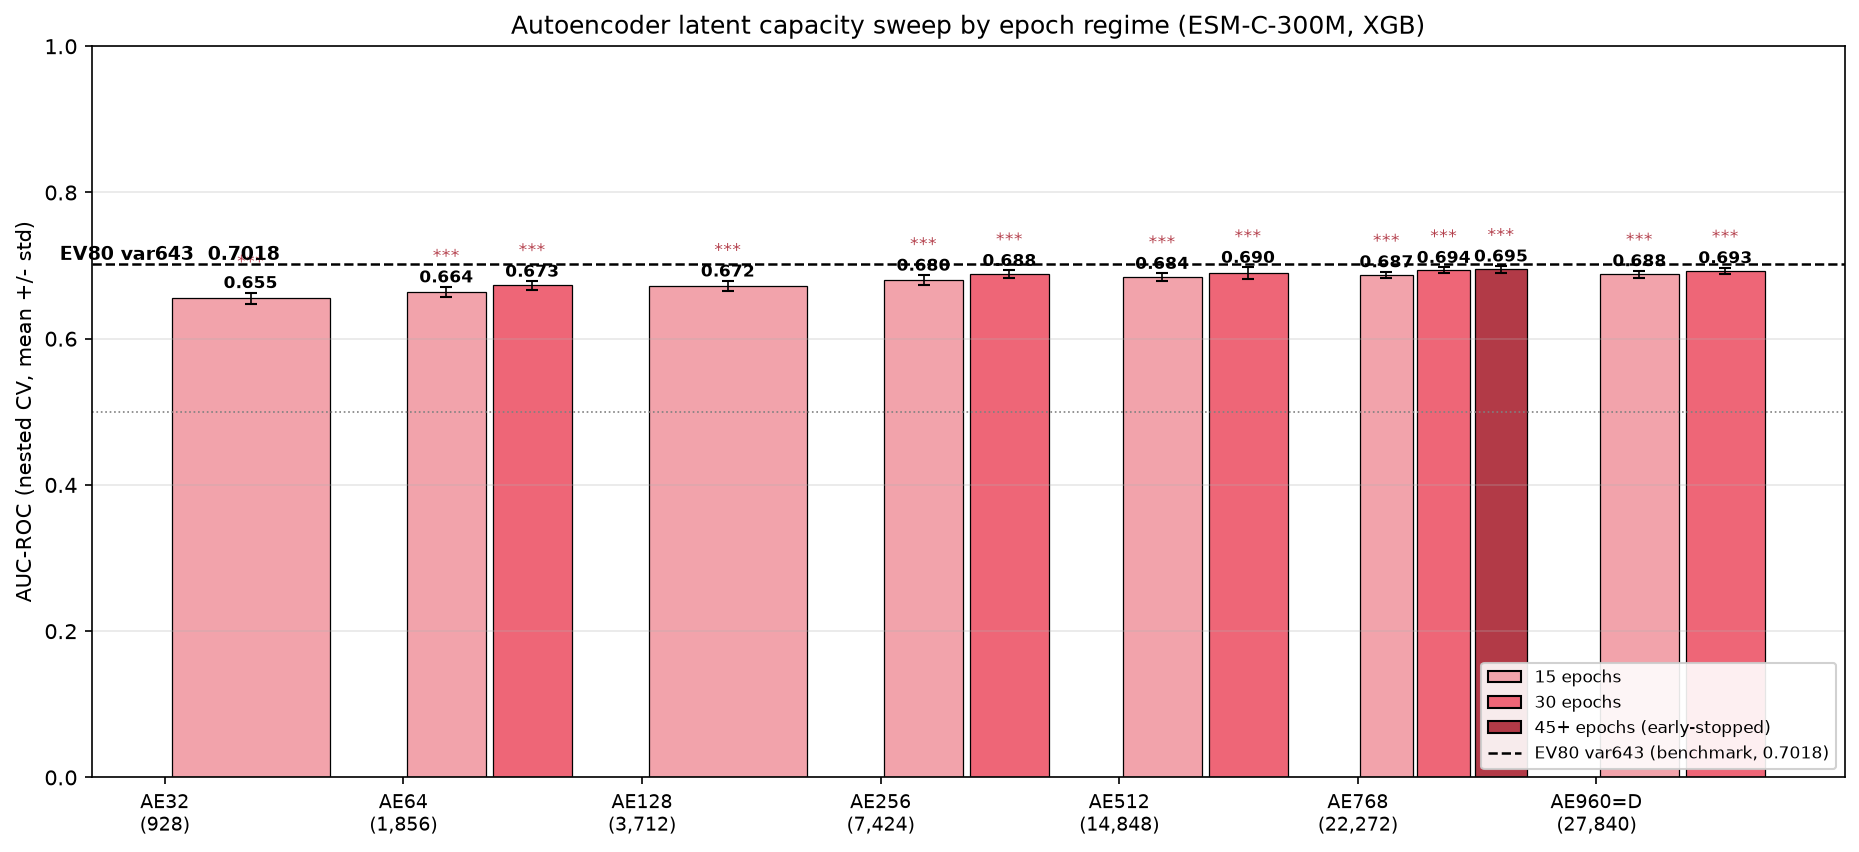 Autoencoder latent capacity sweep by epoch regime (ESM-C-300M, XGB)
AUC-ROC (nested CV, mean +/- std)
1.0
0.8
0.6
0.4
0.2
0.0
EV80 var643 0.7018
***
0.655
***
0.664
***
0.673
***
0.672
***
0.680
***
0.688
***
0.684
***
0.690
***
0.687
***
0.694
***
0.695
***
0.688
***
0.693
15 epochs
30 epochs
45+ epochs (early-stopped)
EV80 var643 (benchmark, 0.7018)
AE32
(928)
AE64
(1,856)
AE128
(3,712)
AE256
(7,424)
AE512
(14,848)
AE768
(22,272)
AE960=D
(27,840)